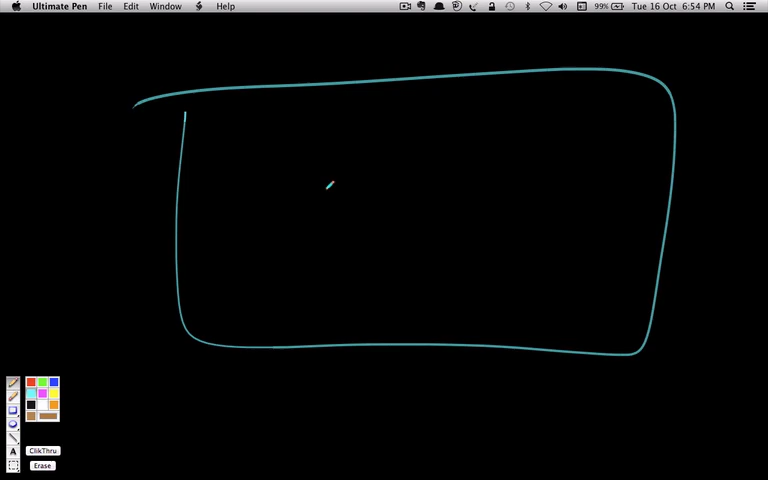 Ultimate Pen File Edit Window Help 99% Tue 16 Oct 6:54 PM
A
ClikThru
Erase